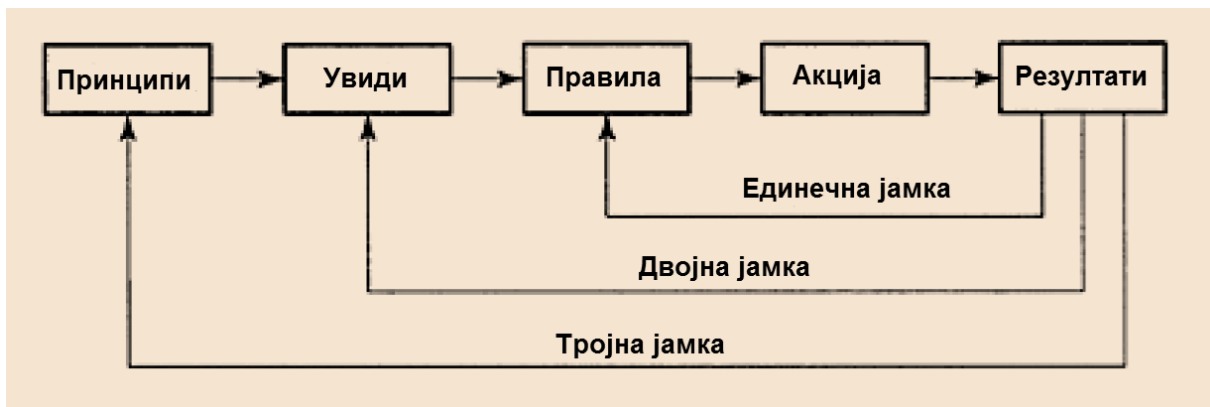 Принципи
Увиди
Правила
Акција
Резултати
Единечна јамка
Двојна јамка
Тројна јамка